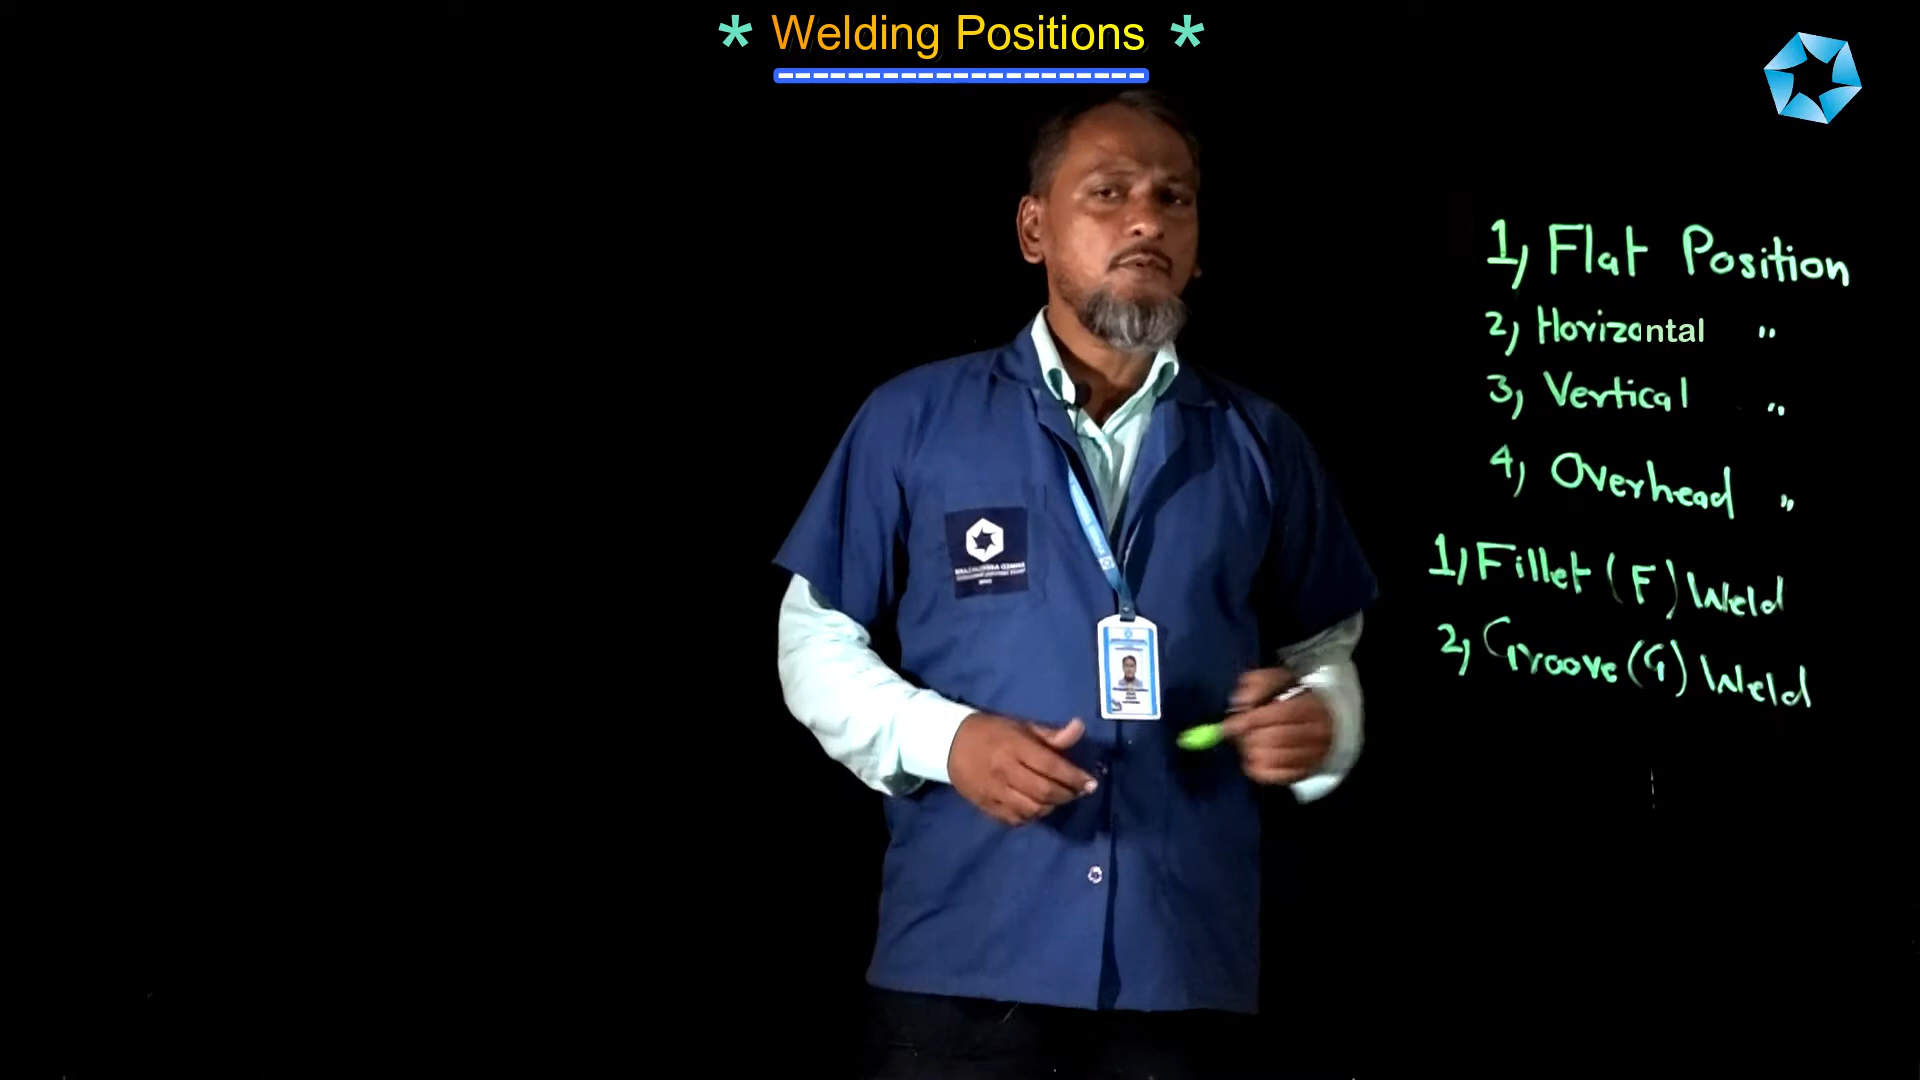 * Welding Positions *
1) Flat Position
2) Horizontal "
3) Vertical "
4) Overhead "
1) Fillet (F) Weld
2) Groove (G) Weld